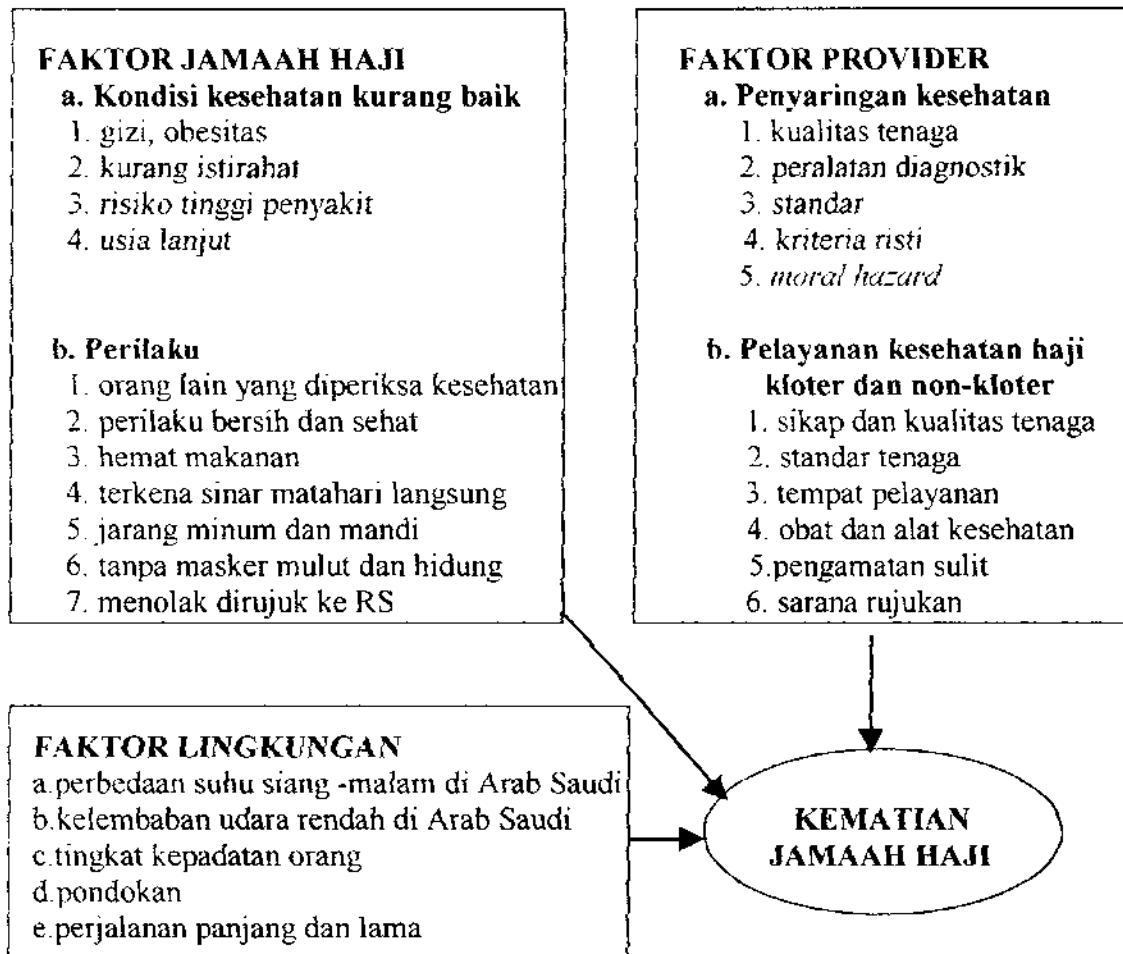 FAKTOR JAMAAH HAJI
a. Kondisi kesehatan kurang baik
1. gizi, obesitas
2. kurang istirahat
3. risiko tinggi penyakit
4. usia lanjut
b. Perilaku
1. orang lain yang diperiksa kesehatan
2. perilaku bersih dan sehat
3. hemat makanan
4. terkena sinar matahari langsung
5. jarang minum dan mandi
6. tanpa masker mulut dan hidung
7. menolak dirujuk ke RS
FAKTOR PROVIDER
a. Penyaringan kesehatan
1. kualitas tenaga
2. peralatan diagnostik
3. standar
4. kriteria risti
5. moral hazard
b. Pelayanan kesehatan haji
kloter dan non-kloter
1. sikap dan kualitas tenaga
2. standar tenaga
3. tempat pelayanan
4. obat dan alat kesehatan
5.pengamatan sulit
6. sarana rujukan
FAKTOR LINGKUNGAN
a.perbedaan suhu siang -malam di Arab Saudi
b.kelembaban udara rendah di Arab Saudi
c.tingkat kepadatan orang
d.pondokan
e.perjalanan panjang dan lama
KEMATIAN
JAMAAH HAJI